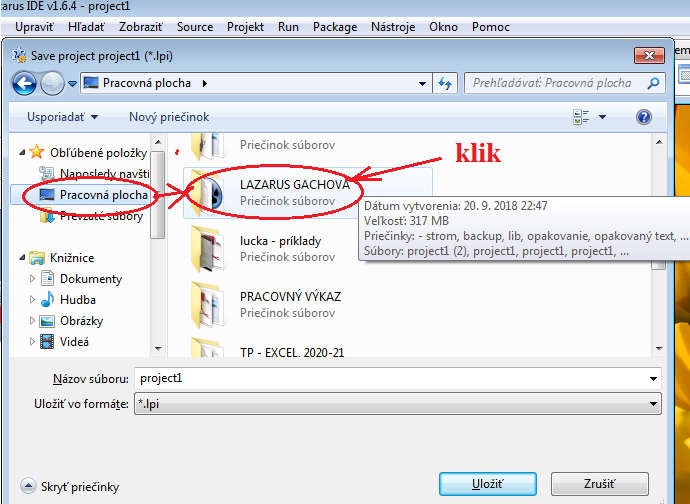 arus IDE v1.6.4 - project1
Upraviť Hľadať Zobraziť Source Projekt Run Package Nástroje Okno Pomoc
Save project project1 (*.lpi)
Pracovná plocha
Prehľadávať: Pracovná plocha
Usporiadať Nový priečinok
Obľúbené položky
Naposledy navšti
Pracovná plocha
Prevzaté súbory
Knižnice
Dokumenty
Hudba
Obrázky
Videá
Priečinok súborov
LAZARUS GACHOVA
Priečinok súborov
klik
Dátum vytvorenia: 20. 9. 2018 22:47
Veľkosť: 317 MB
Priečinky: - strom, backup, lib, opakovanie, opakovaný text, ...
Súbory: project1 (2), project1, project1, project1, ...
lucka - príklady
Priečinok súborov
PRACOVNÝ VÝKAZ
Priečinok súborov
TP - EXCEL. 2020-21
Názov súboru: project1
Uložiť vo formáte: *.lpi
Skryť priečinky
Uložiť Zrušiť